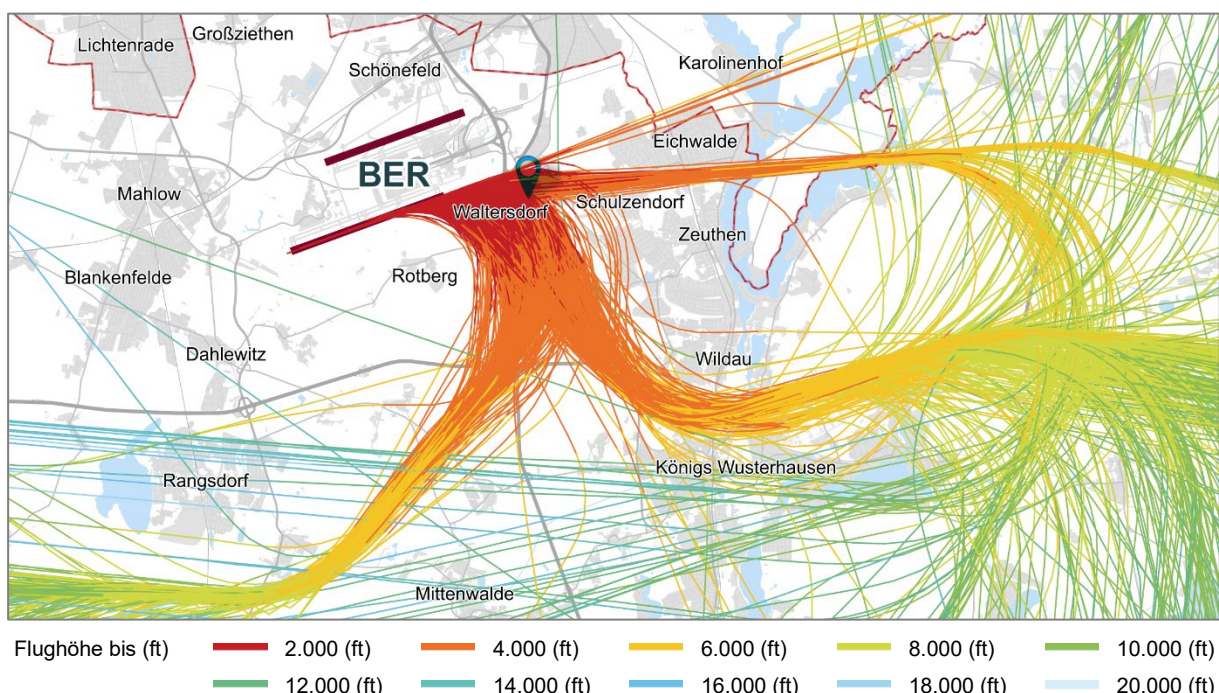 Großziethen
Lichtenrade
Karolinenhof
Schönefeld
Eichwalde
BER
Mahlow
Schulzendorf
Waltersdorf
Zeuthen
Rotberg
Blankenfelde
Dahlewitz
Wildau
Königs Wusterhausen
Rangsdorf
Mittenwalde
Flughöhe bis (ft) 2.000 (ft) 4.000 (ft) 6.000 (ft) 8.000 (ft) 10.000 (ft)
12.000 (ft) 14.000 (ft) 16.000 (ft) 18.000 (ft) 20.000 (ft)